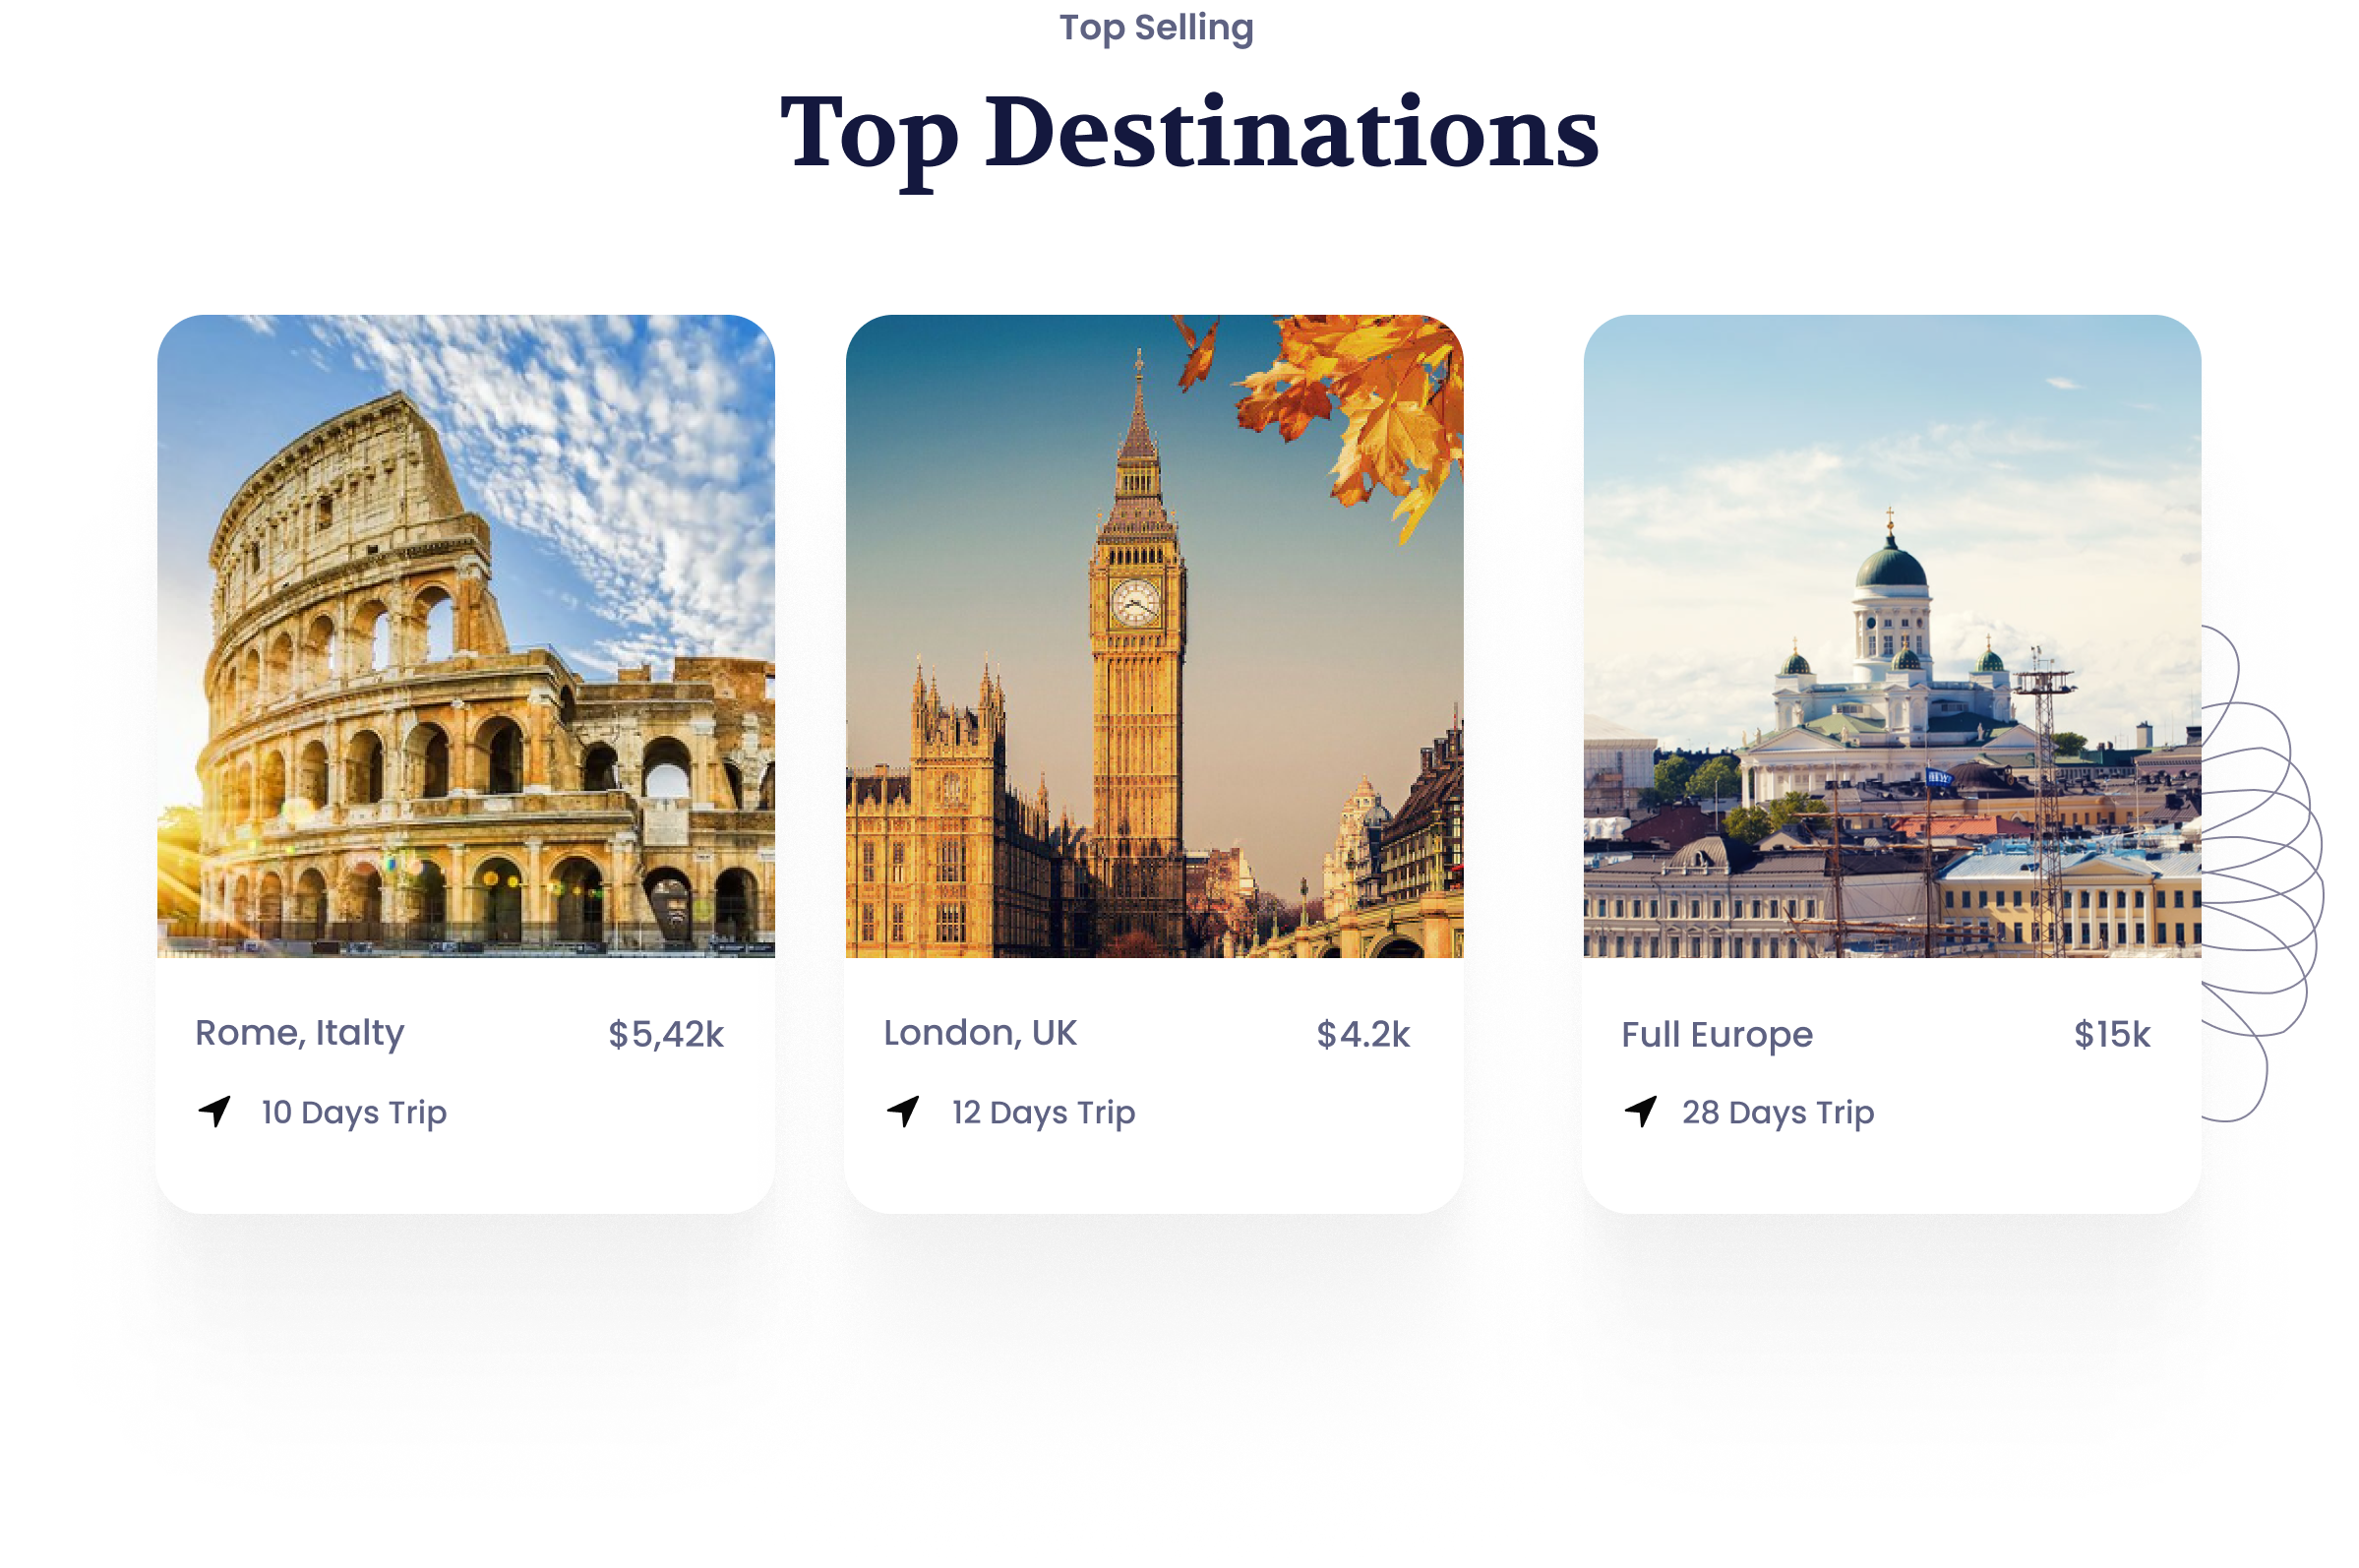 Top Selling
Top Destinations
Rome, Italty
$5,42k
10 Days Trip
London, UK
$4.2k
12 Days Trip
Full Europe
$15k
28 Days Trip